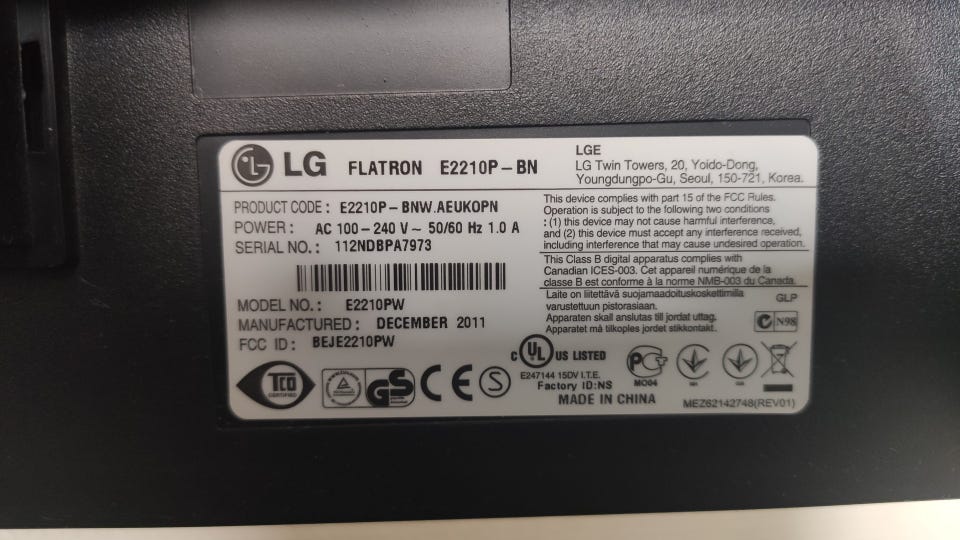 LG FLATRON E2210P-BN
LGE
LG Twin Towers, 20, Yoido-Dong,
Youngdungpo-Gu, Seoul, 150-721, Korea.
PRODUCT CODE : E2210P-BNW.AEUKOPN
POWER : AC 100-240 V ~ 50/60 Hz 1.0 A
SERIAL NO. : 112NDBPA7973
MODEL NO. : E2210PW
MANUFACTURED : DECEMBER 2011
FCC ID : BEJE2210PW
This device complies with part 15 of the FCC Rules.
Operation is subject to the following two conditions
: (1) this device may not cause harmful interference,
and (2) this device must accept any interference received,
including interference that may cause undesired operation.
This Class B digital apparatus complies with
Canadian ICES-003. Cet appareil numérique de la
classe B est conforme à la norme NMB-003 du Canada.
Laite on liitettävä suojamaadoituskoskettimilla
varustettuun pistorasiaan.
Apparaten skall anslutas till jordat uttag.
Apparatet må tilkoples jordet stikkontakt.
GLP
N98
TCO
CERTIFIED
GS
CE
S
c UL US LISTED
E247144 15DV I.T.E.
Factory ID:NS
MADE IN CHINA
MO04
MEZ62142748(REV01)